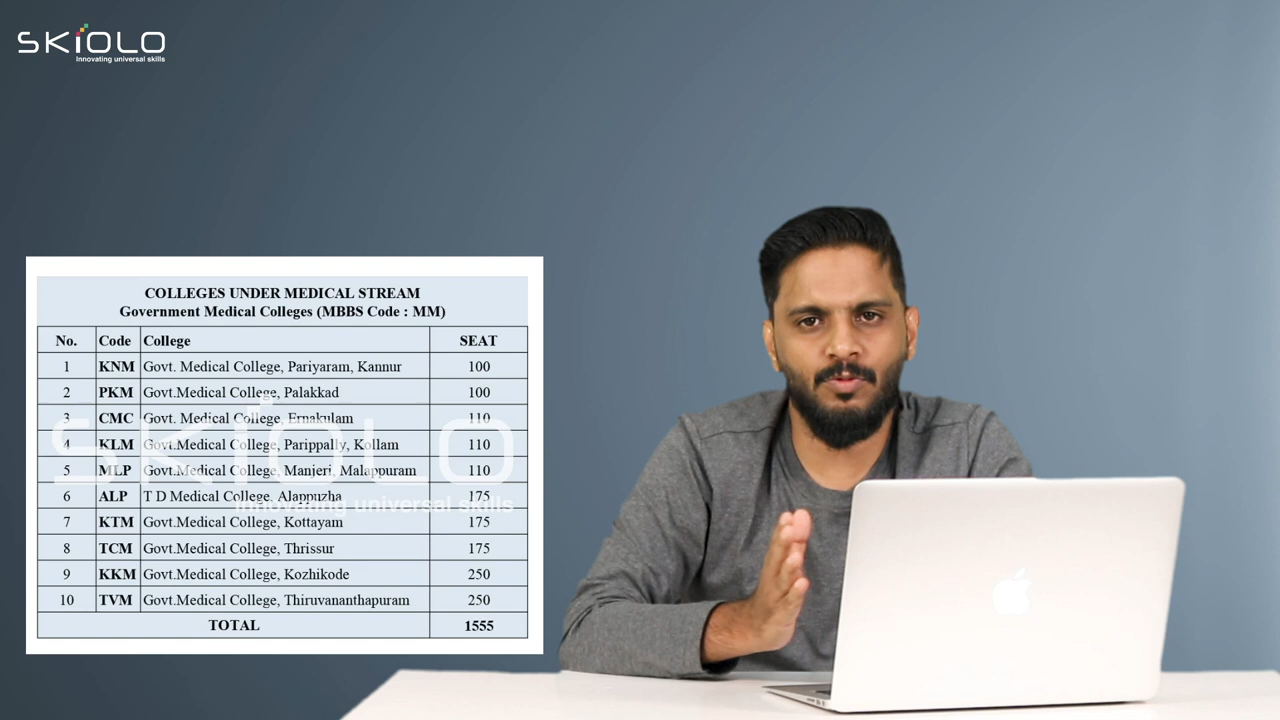 SKIOLO
Innovating universal skills
COLLEGES UNDER MEDICAL STREAM
Government Medical Colleges (MBBS Code : MM)
No. Code College SEAT
1 KNM Govt. Medical College, Pariyaram, Kannur 100
2 PKM Govt.Medical College, Palakkad 100
3 CMC Govt. Medical College, Ernakulam 110
4 KLM Govt.Medical College, Parippally, Kollam 110
5 MLP Govt.Medical College, Manjeri, Malappuram 110
6 ALP T D Medical College, Alappuzha 175
7 KTM Govt.Medical College, Kottayam 175
8 TCM Govt.Medical College, Thrissur 175
9 KKM Govt.Medical College, Kozhikode 250
10 TVM Govt.Medical College, Thiruvananthapuram 250
TOTAL 1555
SKIOLO
Innovating universal skills